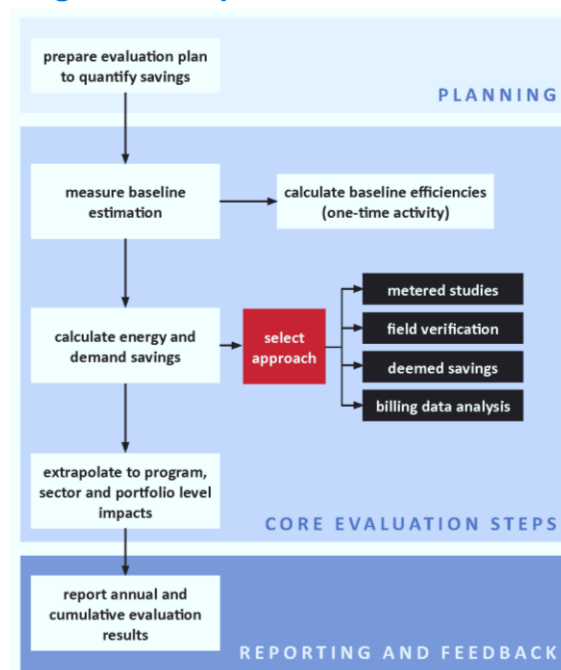 prepare evaluation plan
to quantify savings
PLANNING
measure baseline
estimation
calculate baseline efficiencies
(one-time activity)
calculate energy and
demand savings
select
approach
metered studies
field verification
deemed savings
billing data analysis
extrapolate to program,
sector and portfolio level
impacts
CORE EVALUATION STEPS
report annual and
cumulative evaluation
results
REPORTING AND FEEDBACK